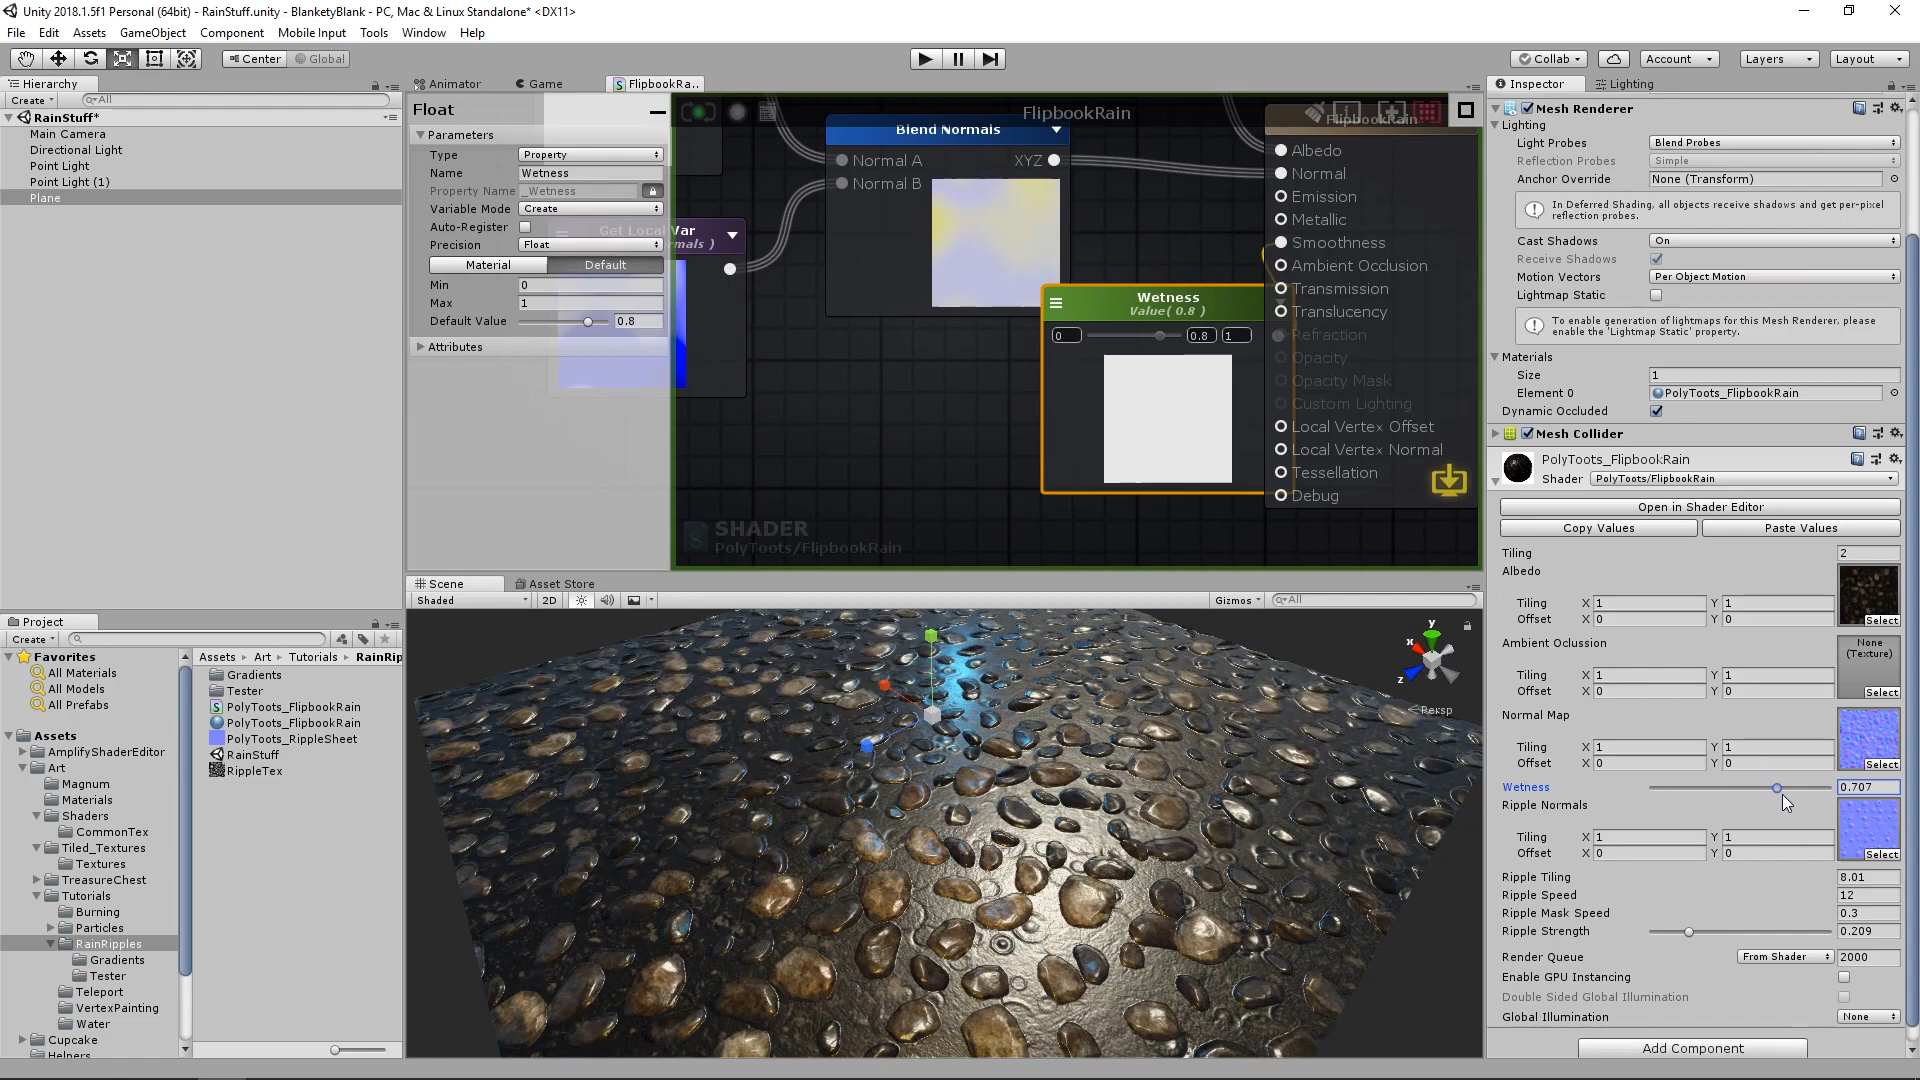 Unity 2018.1.5f1 Personal (64bit) - RainStuff.unity - BlanketyBlank - PC, Mac & Linux Standalone* <DX11>
File Edit Assets GameObject Component Mobile Input Tools Window Help
Center Global
Collab Account Layers Layout
Hierarchy
Create All
RainStuff*
Main Camera
Directional Light
Point Light
Point Light (1)
Plane
Animator Game FlipbookRa..
Float
Parameters
Type Property
Name Wetness
Property Name _Wetness
Variable Mode Create
Auto-Register
Precision Float
Material Default
Min 0
Max 1
Default Value 0.8
Attributes
FlipbookRain
Get Local Var
rmals )
Blend Normals
Normal A XYZ
Normal B
Wetness
Value( 0.8 )
0 0.8 1
FlipbookRain
Albedo
Normal
Emission
Metallic
Smoothness
Ambient Occlusion
Transmission
Translucency
Refraction
Opacity
Opacity Mask
Custom Lighting
Local Vertex Offset
Local Vertex Normal
Tessellation
Debug
SHADER
PolyToots/FlipbookRain
Scene Asset Store
Shaded 2D Gizmos All
y
x
z
Persp
Project
Create
Favorites
All Materials
All Models
All Prefabs
Assets
AmplifyShaderEditor
Art
Magnum
Materials
Shaders
CommonTex
Tiled_Textures
Textures
TreasureChest
Tutorials
Burning
Particles
RainRipples
Gradients
Tester
Teleport
VertexPainting
Water
Cupcake
Helpers
Assets Art Tutorials RainRip
Gradients
Tester
PolyToots_FlipbookRain
PolyToots_FlipbookRain
PolyToots_RippleSheet
RainStuff
RippleTex
Inspector Lighting
Mesh Renderer
Lighting
Light Probes Blend Probes
Reflection Probes Simple
Anchor Override None (Transform)
In Deferred Shading, all objects receive shadows and get per-pixel
reflection probes.
Cast Shadows On
Receive Shadows
Motion Vectors Per Object Motion
Lightmap Static
To enable generation of lightmaps for this Mesh Renderer, please
enable the 'Lightmap Static' property.
Materials
Size 1
Element 0 PolyToots_FlipbookRain
Dynamic Occluded
Mesh Collider
PolyToots_FlipbookRain
Shader PolyToots/FlipbookRain
Open in Shader Editor
Copy Values Paste Values
Tiling 2
Albedo
Tiling X 1 Y 1
Offset 0 0
Select
Ambient Oclussion
None
(Texture)
Tiling X 1 Y 1
Offset 0 0
Select
Normal Map
Tiling X 1 Y 1
Offset 0 0
Select
Wetness 0.707
Ripple Normals
Tiling X 1 Y 1
Offset X 0 Y 0
Select
Ripple Tiling 8.01
Ripple Speed 12
Ripple Mask Speed 0.3
Ripple Strength 0.209
Render Queue From Shader 2000
Enable GPU Instancing
Double Sided Global Illumination
Global Illumination None
Add Component